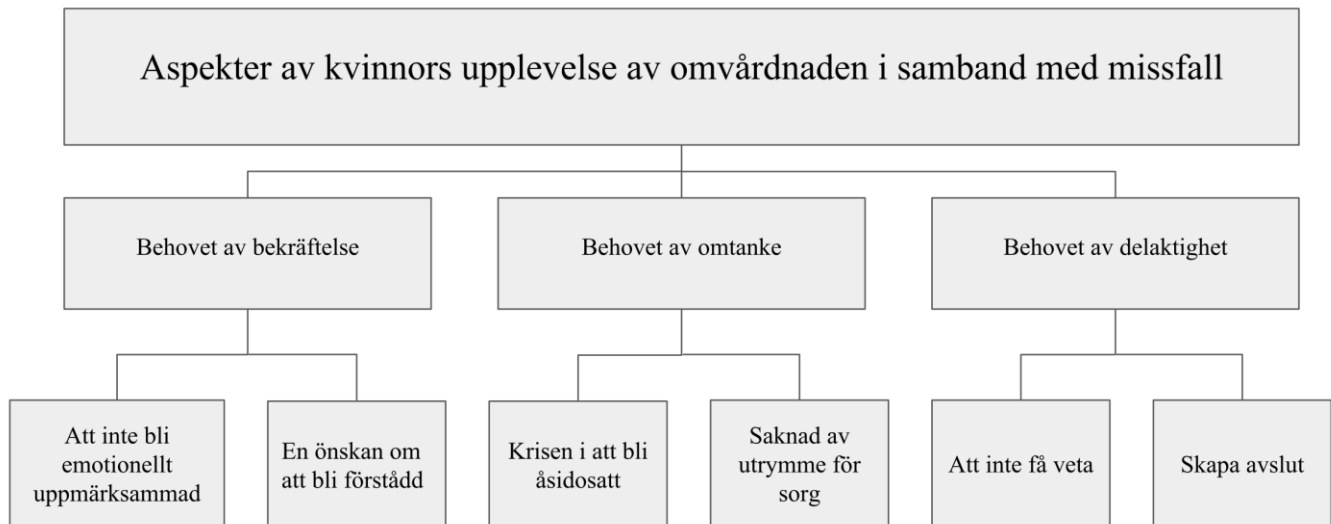 Aspekter av kvinnors upplevelse av omvårdnaden i samband med missfall
Behovet av bekräftelse
Behovet av omtanke
Behovet av delaktighet
Att inte bli
emotionellt
uppmärksammad
En önskan om
att bli förstådd
Krisen i att bli
åsidosatt
Saknad av
utrymme för
sorg
Att inte få veta
Skapa avslut